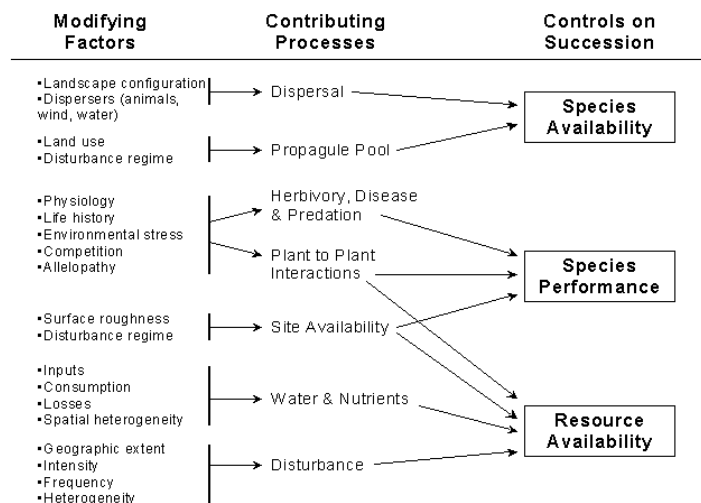 Modifying
Factors
Contributing
Processes
Controls on
Succession
▪Landscape configuration
▪Dispersers (animals,
wind, water)
Dispersal
Species
Availability
▪Land use
▪Disturbance regime
Propagule Pool
▪Physiology
▪Life history
▪Environmental stress
▪Competition
▪Allelopathy
Herbivory, Disease
& Predation
Plant to Plant
Interactions
Species
Performance
▪Surface roughness
▪Disturbance regime
Site Availability
▪Inputs
▪Consumption
▪Losses
▪Spatial heterogeneity
Water & Nutrients
Resource
Availability
▪Geographic extent
▪Intensity
▪Frequency
▪Heterogeneity
Disturbance